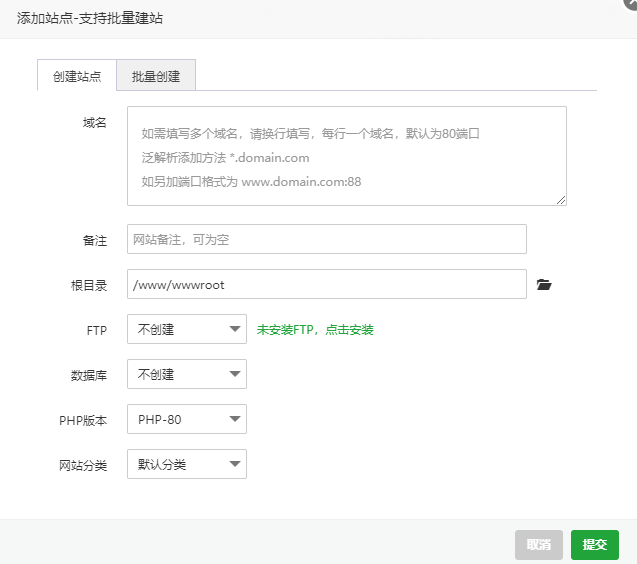 添加站点-支持批量建站
创建站点
批量创建
域名
如需填写多个域名，请换行填写，每行一个域名，默认为80端口
泛解析添加方法 *.domain.com
如另加端口格式为 www.domain.com:88
备注
网站备注，可为空
根目录
/www/wwwroot
FTP
不创建
未安装FTP，点击安装
数据库
不创建
PHP版本
PHP-80
网站分类
默认分类
取消
提交